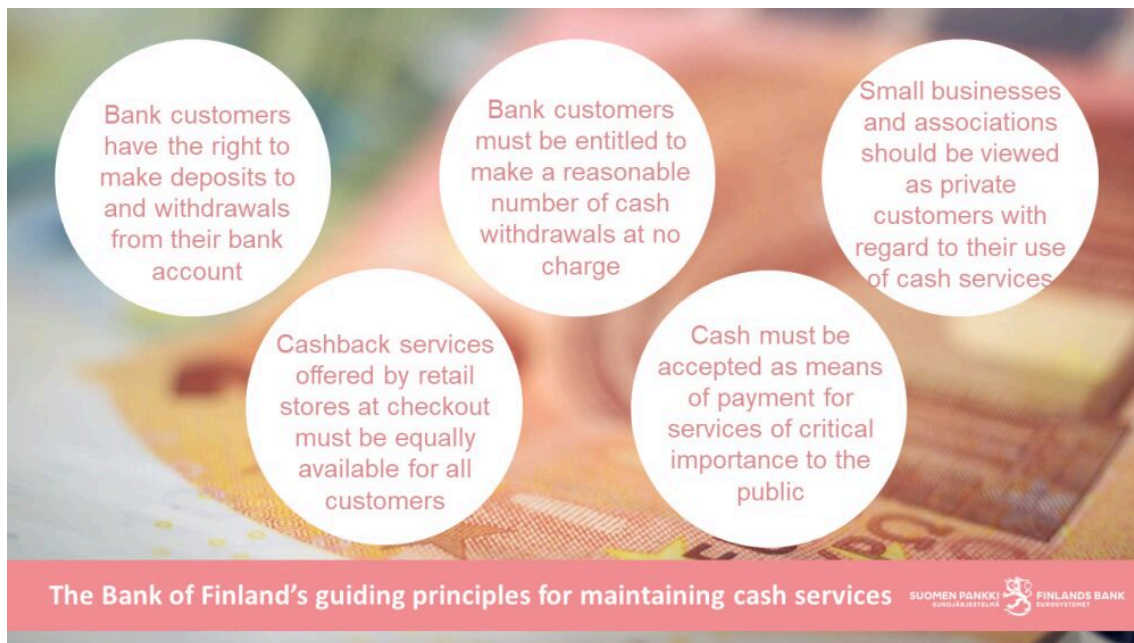 Bank customers
have the right to
make deposits to
and withdrawals
from their bank
account
Bank customers
must be entitled to
make a reasonable
number of cash
withdrawals at no
charge
Small businesses
and associations
should be viewed
as private
customers with
regard to their use
of cash services
Cashback services
offered by retail
stores at checkout
must be equally
available for all
customers
Cash must be
accepted as means
of payment for
services of critical
importance to the
public
The Bank of Finland’s guiding principles for maintaining cash services
SUOMEN PANKKI
EUROJÄRJESTELMÄ
FINLANDS BANK
EUROSYSTEMET